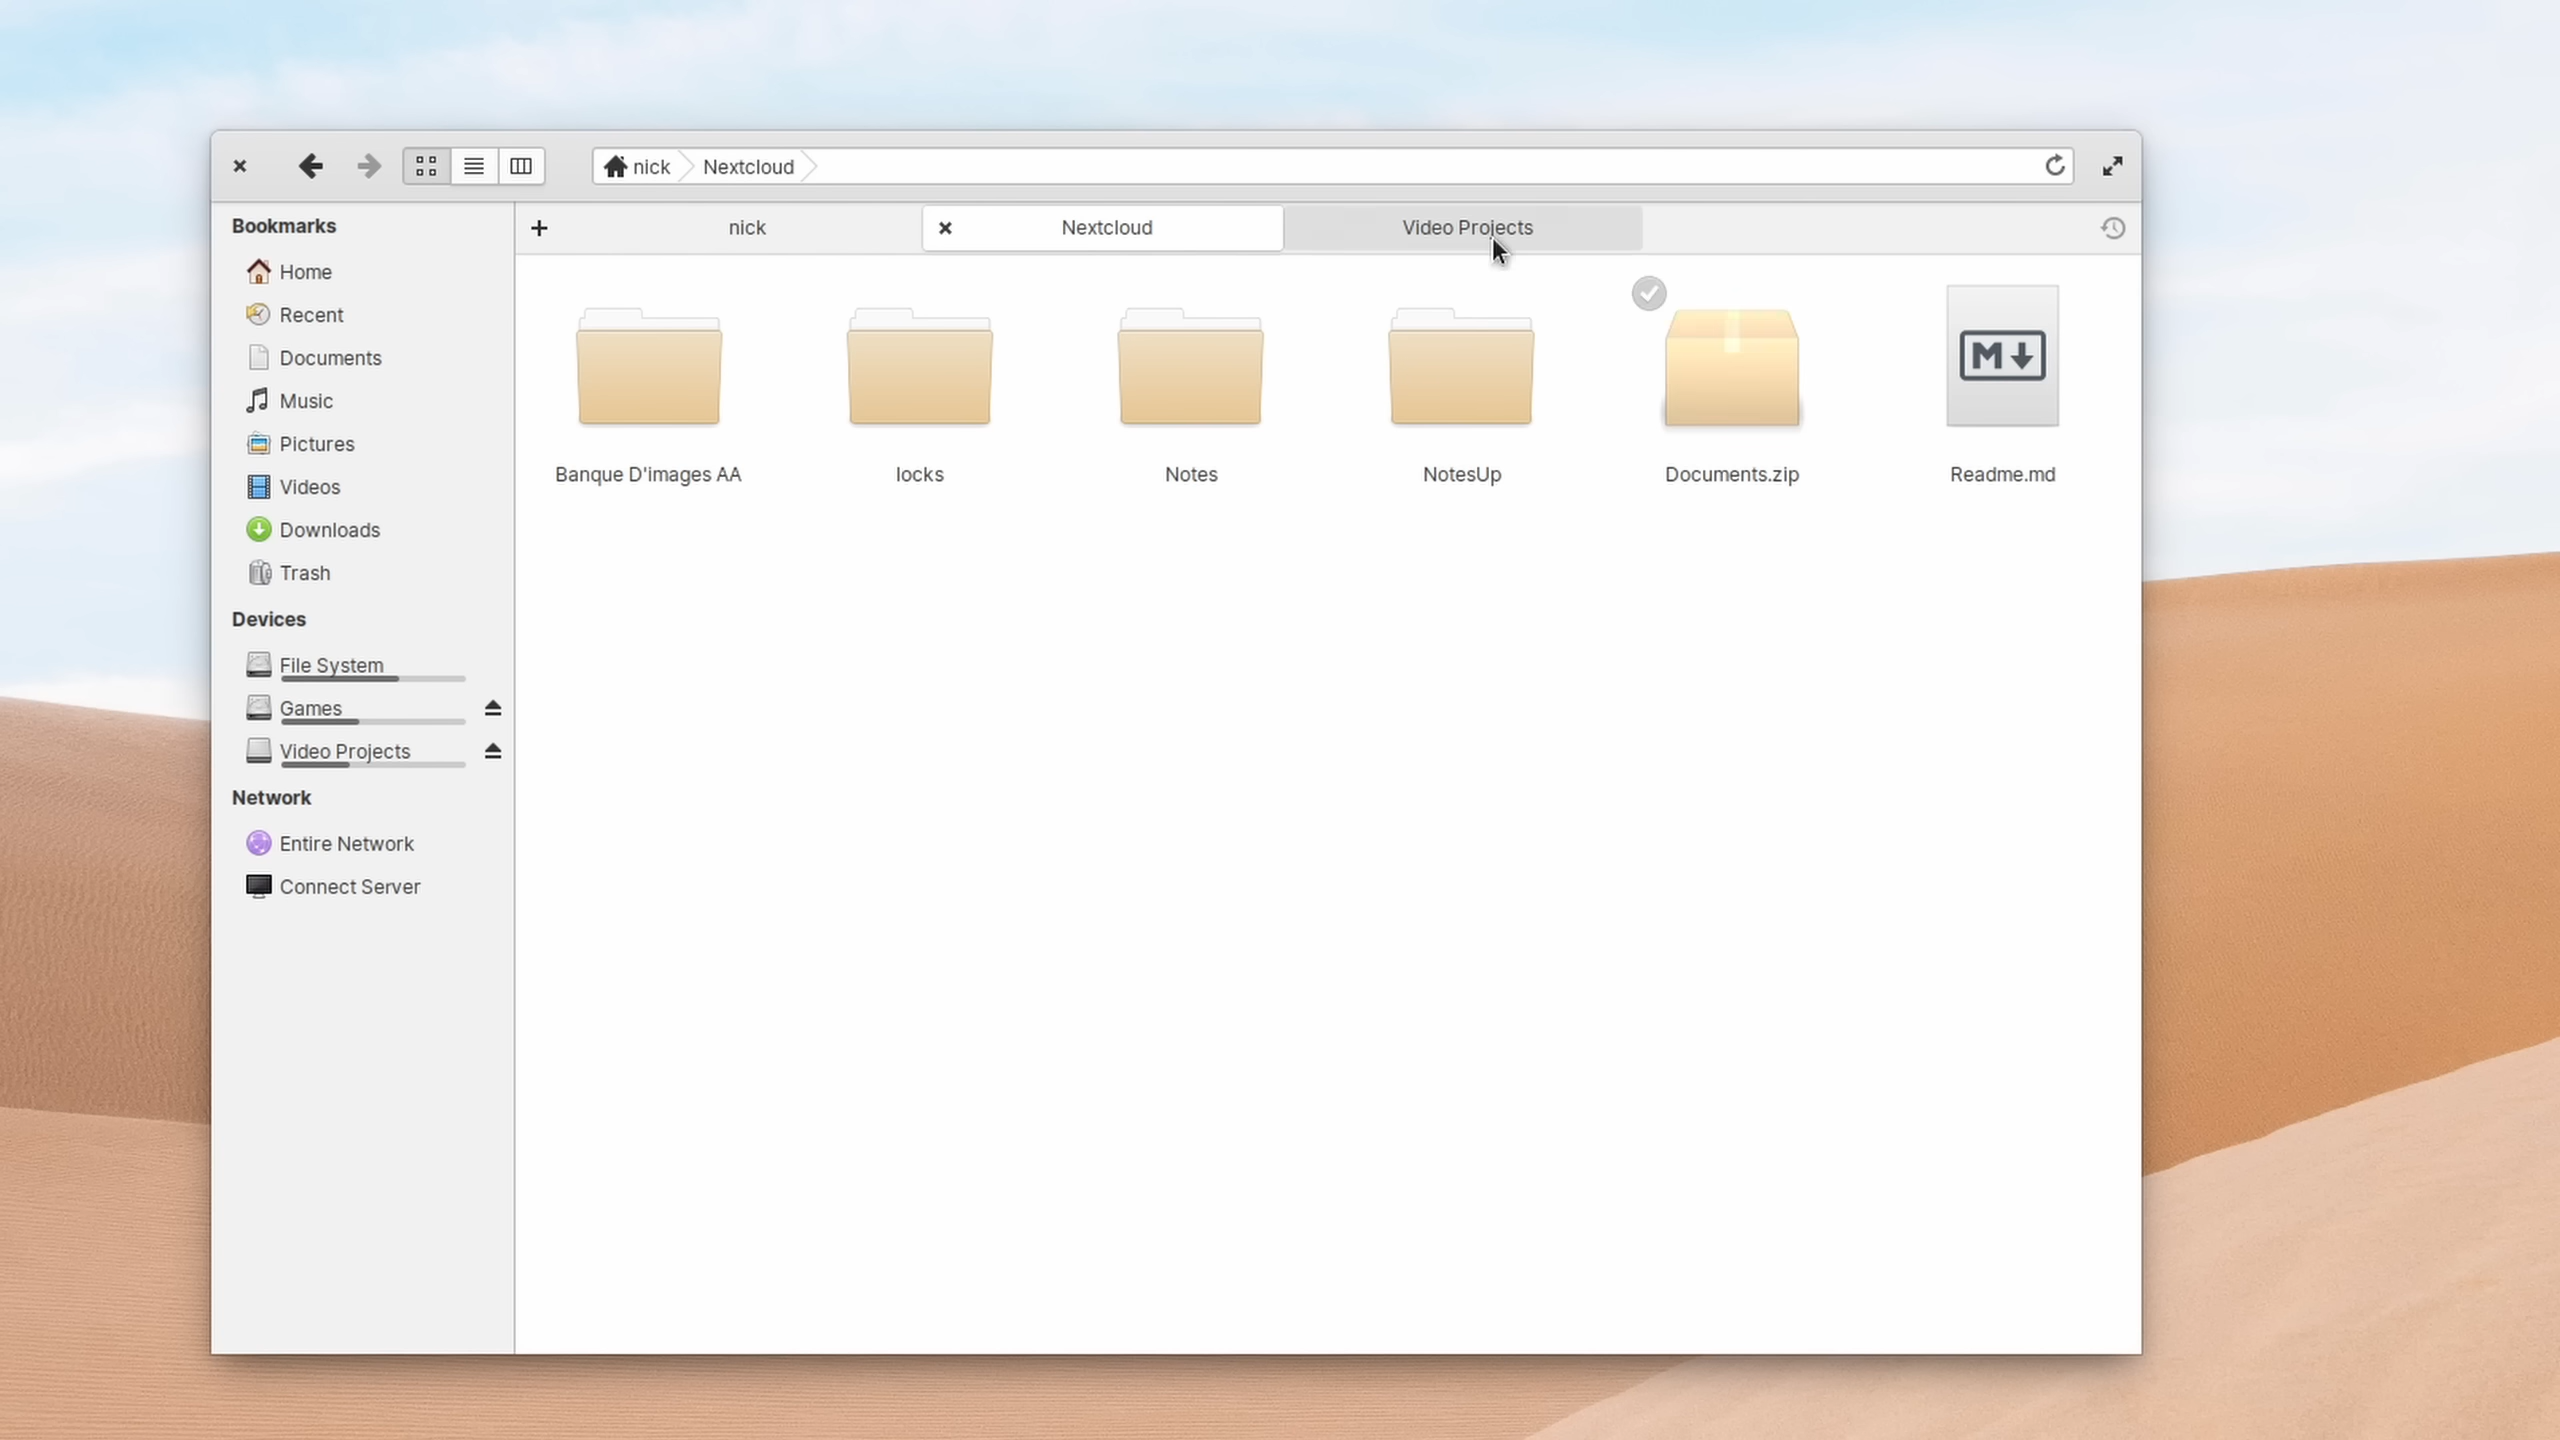 nick Nextcloud
Bookmarks
Home
Recent
Documents
Music
Pictures
Videos
Downloads
Trash
Devices
File System
Games
Video Projects
Network
Entire Network
Connect Server
nick Nextcloud Video Projects
Banque D'images AA locks Notes NotesUp Documents.zip Readme.md
M